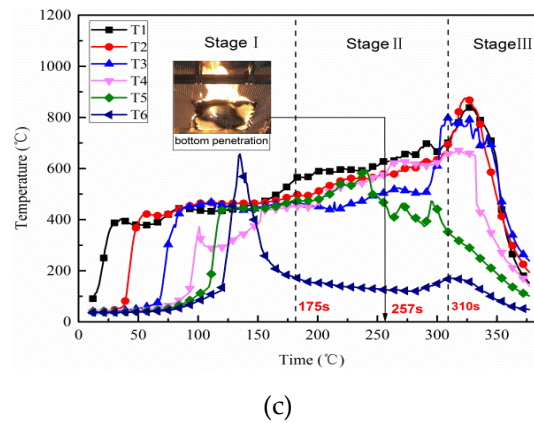 1200
1000
800
600
400
200
0
Temperature (℃)
T1
T2
T3
T4
T5
T6
Stage Ⅰ
Stage Ⅱ
Stage Ⅲ
bottom penetration
175s
257s
310s
0 50 100 150 200 250 300 350
Time (℃)
(c)